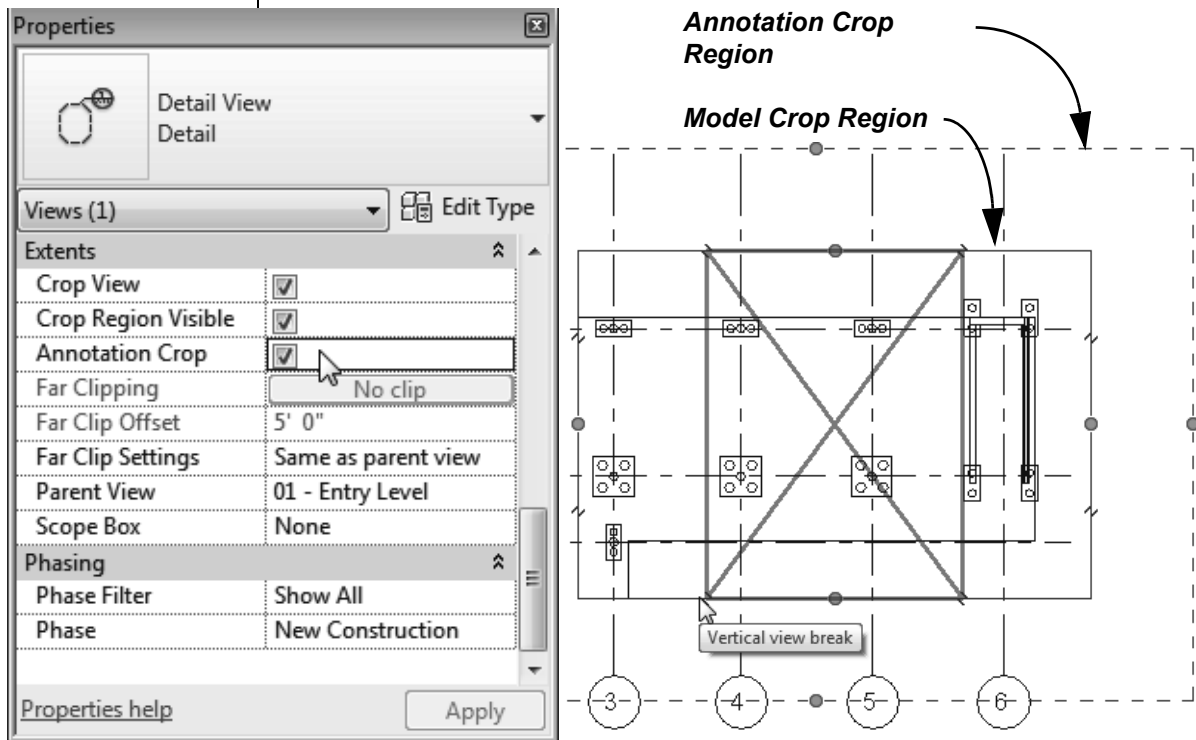 Properties
Detail View
Detail
Views (1)
Edit Type
Extents
Crop View
Crop Region Visible
Annotation Crop
Far Clipping No clip
Far Clip Offset 5' 0"
Far Clip Settings Same as parent view
Parent View 01 - Entry Level
Scope Box None
Phasing
Phase Filter Show All
Phase New Construction
Properties help
Apply
Annotation Crop
Region
Model Crop Region
Vertical view break
3 4 5 6